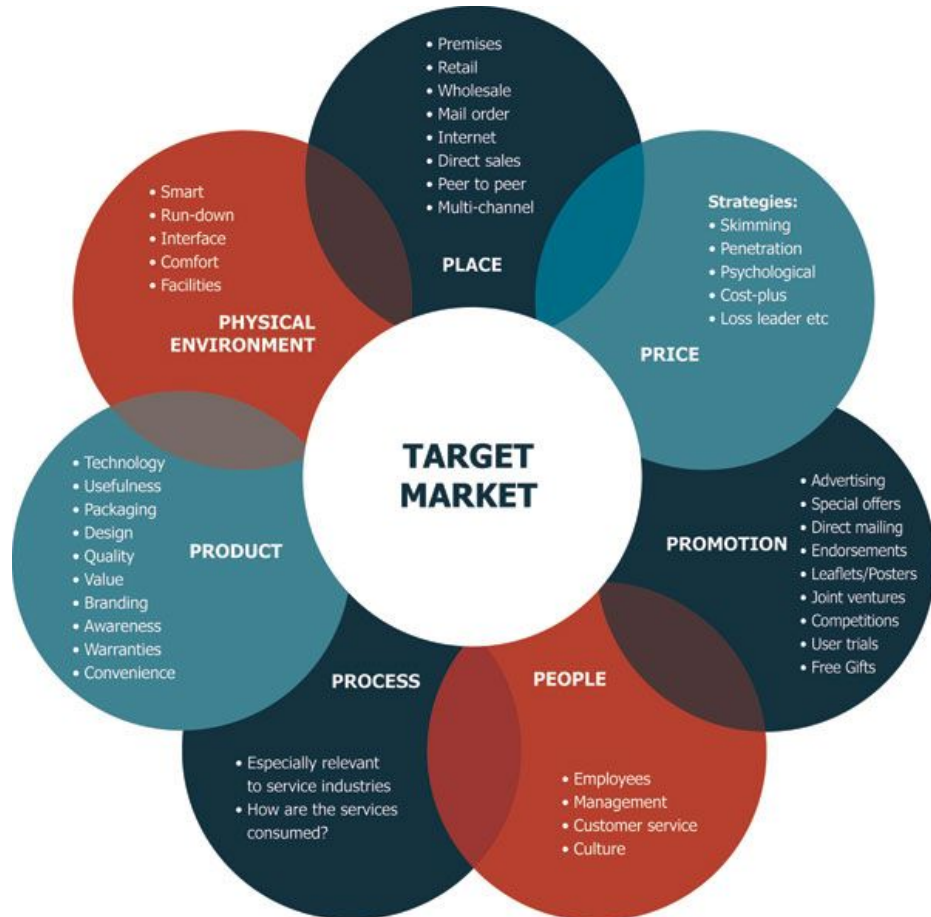 • Premises
• Retail
• Wholesale
• Mail order
• Internet
• Direct sales
• Peer to peer
• Multi-channel
PLACE
Strategies:
• Skimming
• Penetration
• Psychological
• Cost-plus
• Loss leader etc
PRICE
• Advertising
• Special offers
• Direct mailing
• Endorsements
• Leaflets/Posters
• Joint ventures
• Competitions
• User trials
• Free Gifts
PROMOTION
PEOPLE
• Employees
• Management
• Customer service
• Culture
PROCESS
• Especially relevant
to service industries
• How are the services
consumed?
• Technology
• Usefulness
• Packaging
• Design
• Quality
• Value
• Branding
• Awareness
• Warranties
• Convenience
PRODUCT
• Smart
• Run-down
• Interface
• Comfort
• Facilities
PHYSICAL
ENVIRONMENT
TARGET
MARKET